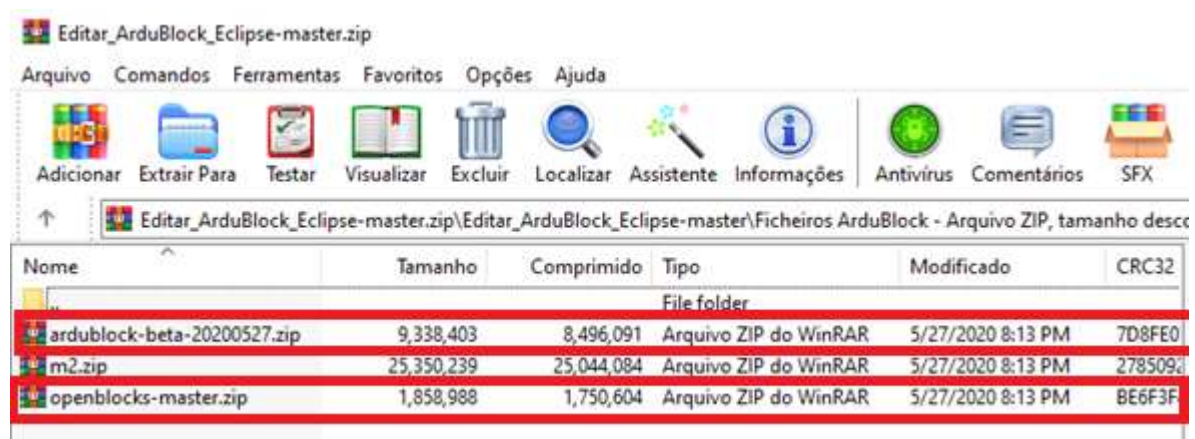 Editar_ArduBlock_Eclipse-master.zip
Arquivo Comandos Ferramentas Favoritos Opções Ajuda
Adicionar Extrair Para Testar Visualizar Excluir Localizar Assistente Informações Antivírus Comentários SFX
Editar_ArduBlock_Eclipse-master.zip\Editar_ArduBlock_Eclipse-master\Ficheiros ArduBlock - Arquivo ZIP, tamanho desco
Nome Tamanho Comprimido Tipo Modificado CRC32
.. File folder
ardublock-beta-20200527.zip 9,338,403 8,496,091 Arquivo ZIP do WinRAR 5/27/2020 8:13 PM 7D8FE0
m2.zip 25,350,239 25,044,084 Arquivo ZIP do WinRAR 5/27/2020 8:13 PM 2785092
openblocks-master.zip 1,858,988 1,750,604 Arquivo ZIP do WinRAR 5/27/2020 8:13 PM BE6F3F